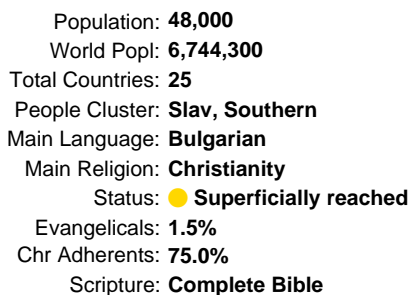 Population: 48,000
World Popl: 6,744,300
Total Countries: 25
People Cluster: Slav, Southern
Main Language: Bulgarian
Main Religion: Christianity
Status: Superficially reached
Evangelicals: 1.5%
Chr Adherents: 75.0%
Scripture: Complete Bible